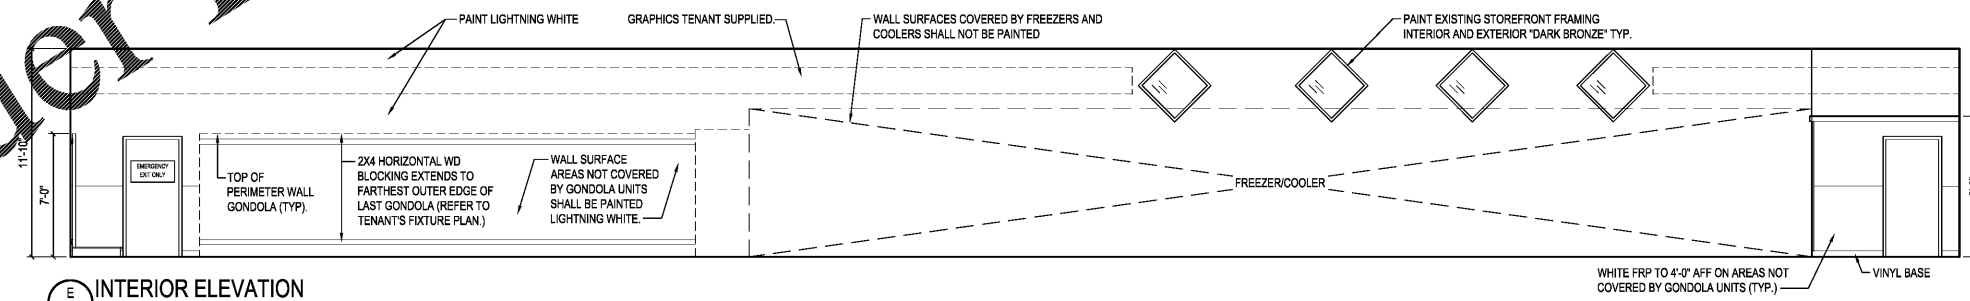 PAINT LIGHTNING WHITE
GRAPHICS TENANT SUPPLIED.
WALL SURFACES COVERED BY FREEZERS AND
COOLERS SHALL NOT BE PAINTED
PAINT EXISTING STOREFRONT FRAMING
INTERIOR AND EXTERIOR "DARK BRONZE" TYP.
11'-10"
7'-0"
EMERGENCY
EXIT ONLY
TOP OF
PERIMETER WALL
GONDOLA (TYP).
2X4 HORIZONTAL WD
BLOCKING EXTENDS TO
FARTHEST OUTER EDGE OF
LAST GONDOLA (REFER TO
TENANT'S FIXTURE PLAN.)
WALL SURFACE
AREAS NOT COVERED
BY GONDOLA UNITS
SHALL BE PAINTED
LIGHTNING WHITE.
FREEZER/COOLER
WHITE FRP TO 4'-0" AFF ON AREAS NOT
COVERED BY GONDOLA UNITS (TYP.)
VINYL BASE
E
INTERIOR ELEVATION